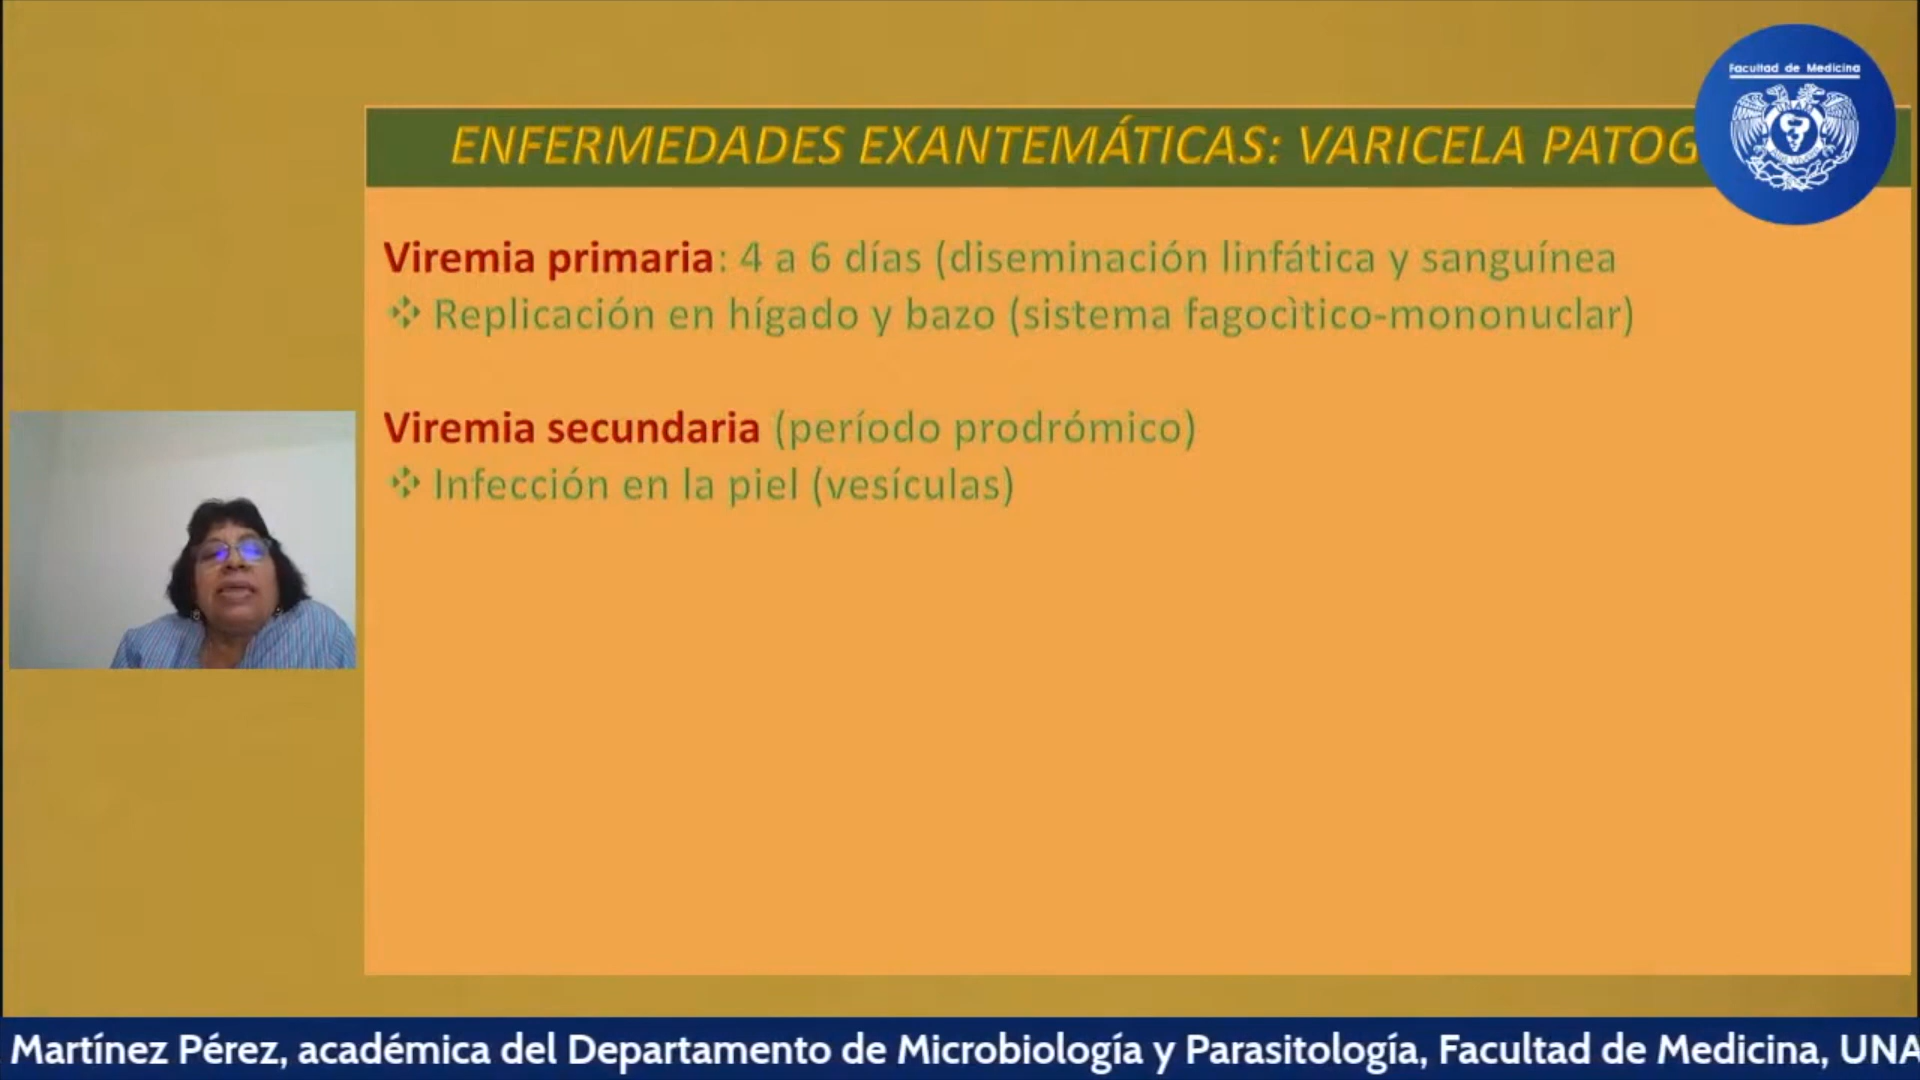 Facultad de Medicina
ENFERMEDADES EXANTEMÁTICAS: VARICELA PATOG
Viremia primaria: 4 a 6 días (diseminación linfática y sanguínea
❖ Replicación en hígado y bazo (sistema fagocìtico-mononuclar)
Viremia secundaria (período prodrómico)
❖ Infección en la piel (vesículas)
Martínez Pérez, académica del Departamento de Microbiología y Parasitología, Facultad de Medicina, UNA